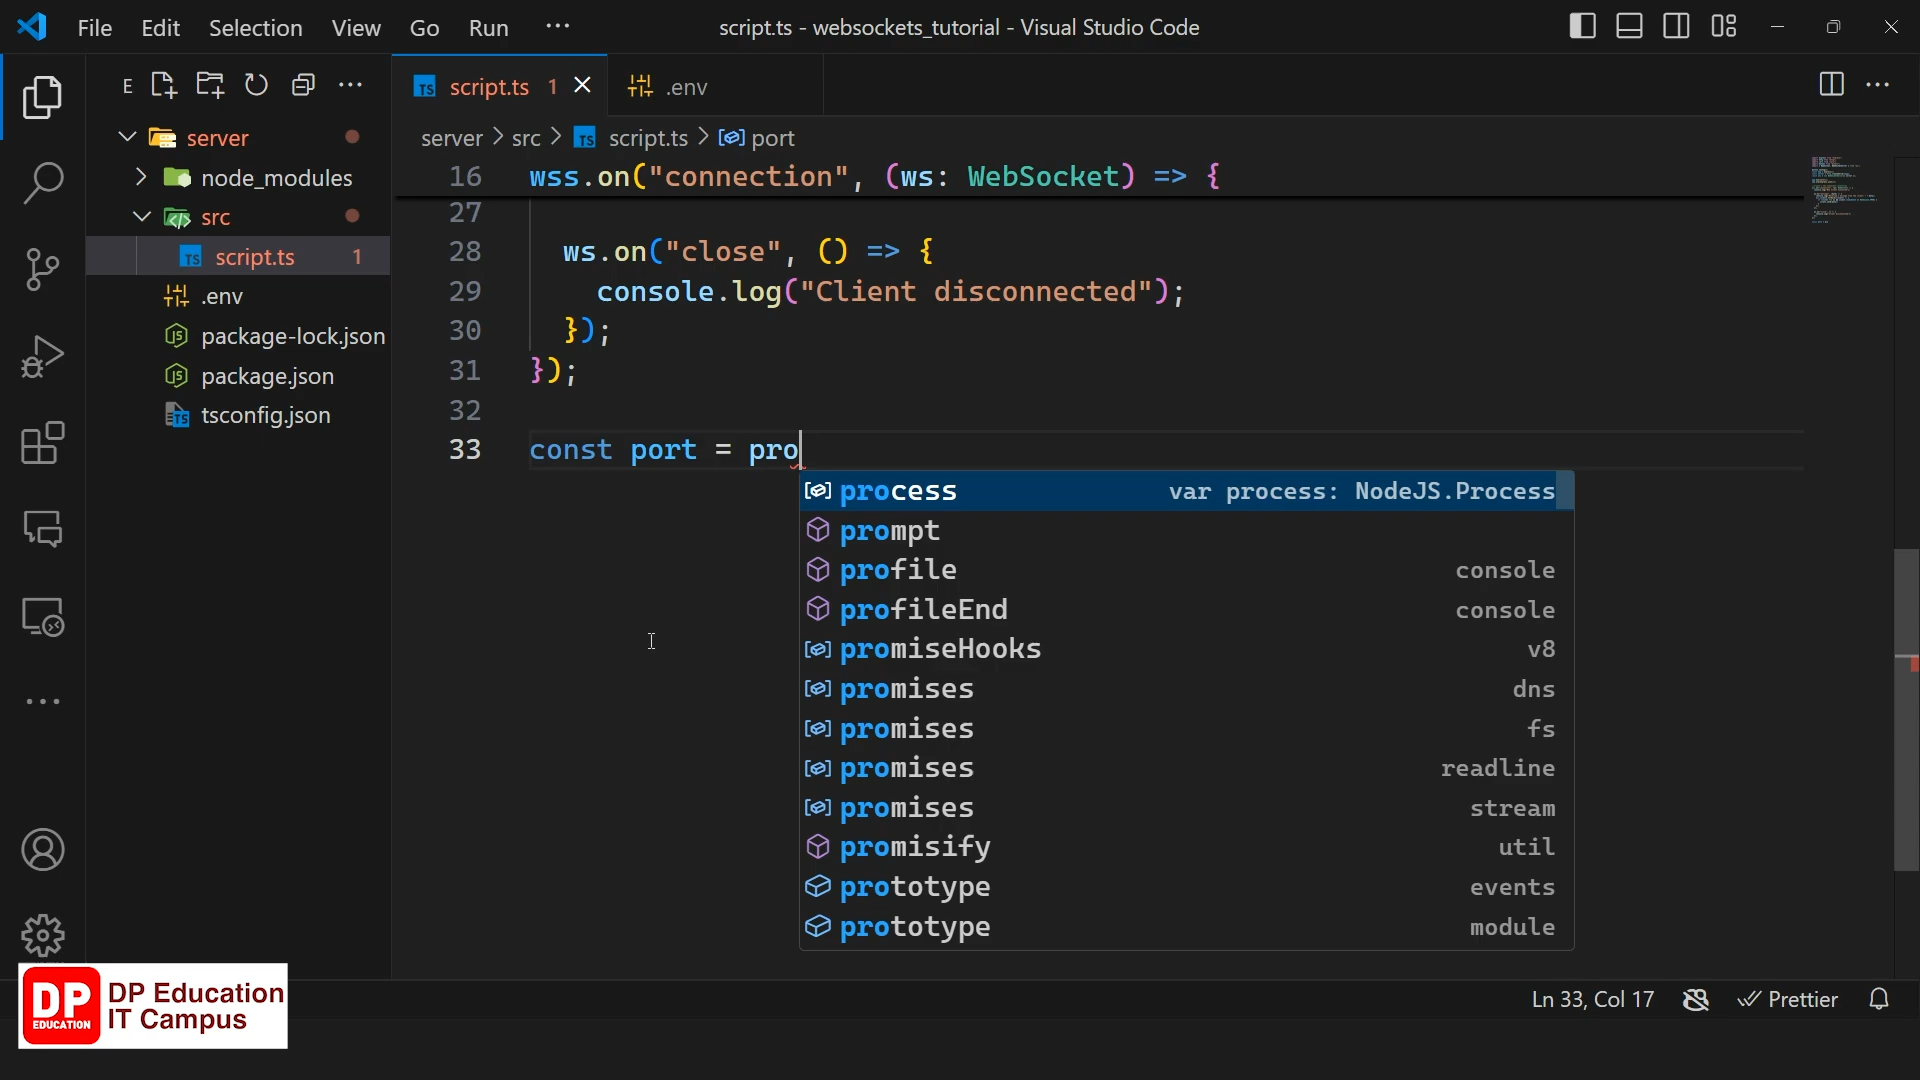 File Edit Selection View Go Run ··· script.ts - websockets_tutorial - Visual Studio Code
E
script.ts 1
.env
server
server > src > script.ts > port
node_modules
src
script.ts 1
.env
package-lock.json
package.json
tsconfig.json
16 wss.on("connection", (ws: WebSocket) => {
27
28 ws.on("close", () => {
29 console.log("Client disconnected");
30 });
31 });
32
33 const port = pro
process var process: NodeJS.Process
prompt
profile console
profileEnd console
promiseHooks v8
promises dns
promises fs
promises readline
promises stream
promisify util
prototype events
prototype module
DP EDUCATION
DP Education
IT Campus
Ln 33, Col 17 Prettier